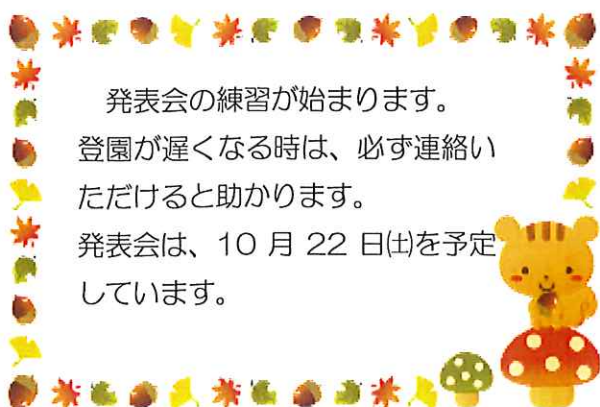 発表会の練習が始まります。
登園が遅くなる時は、必ず連絡い
ただけると助かります。
発表会は、10 月 22 日㈯を予定
しています。